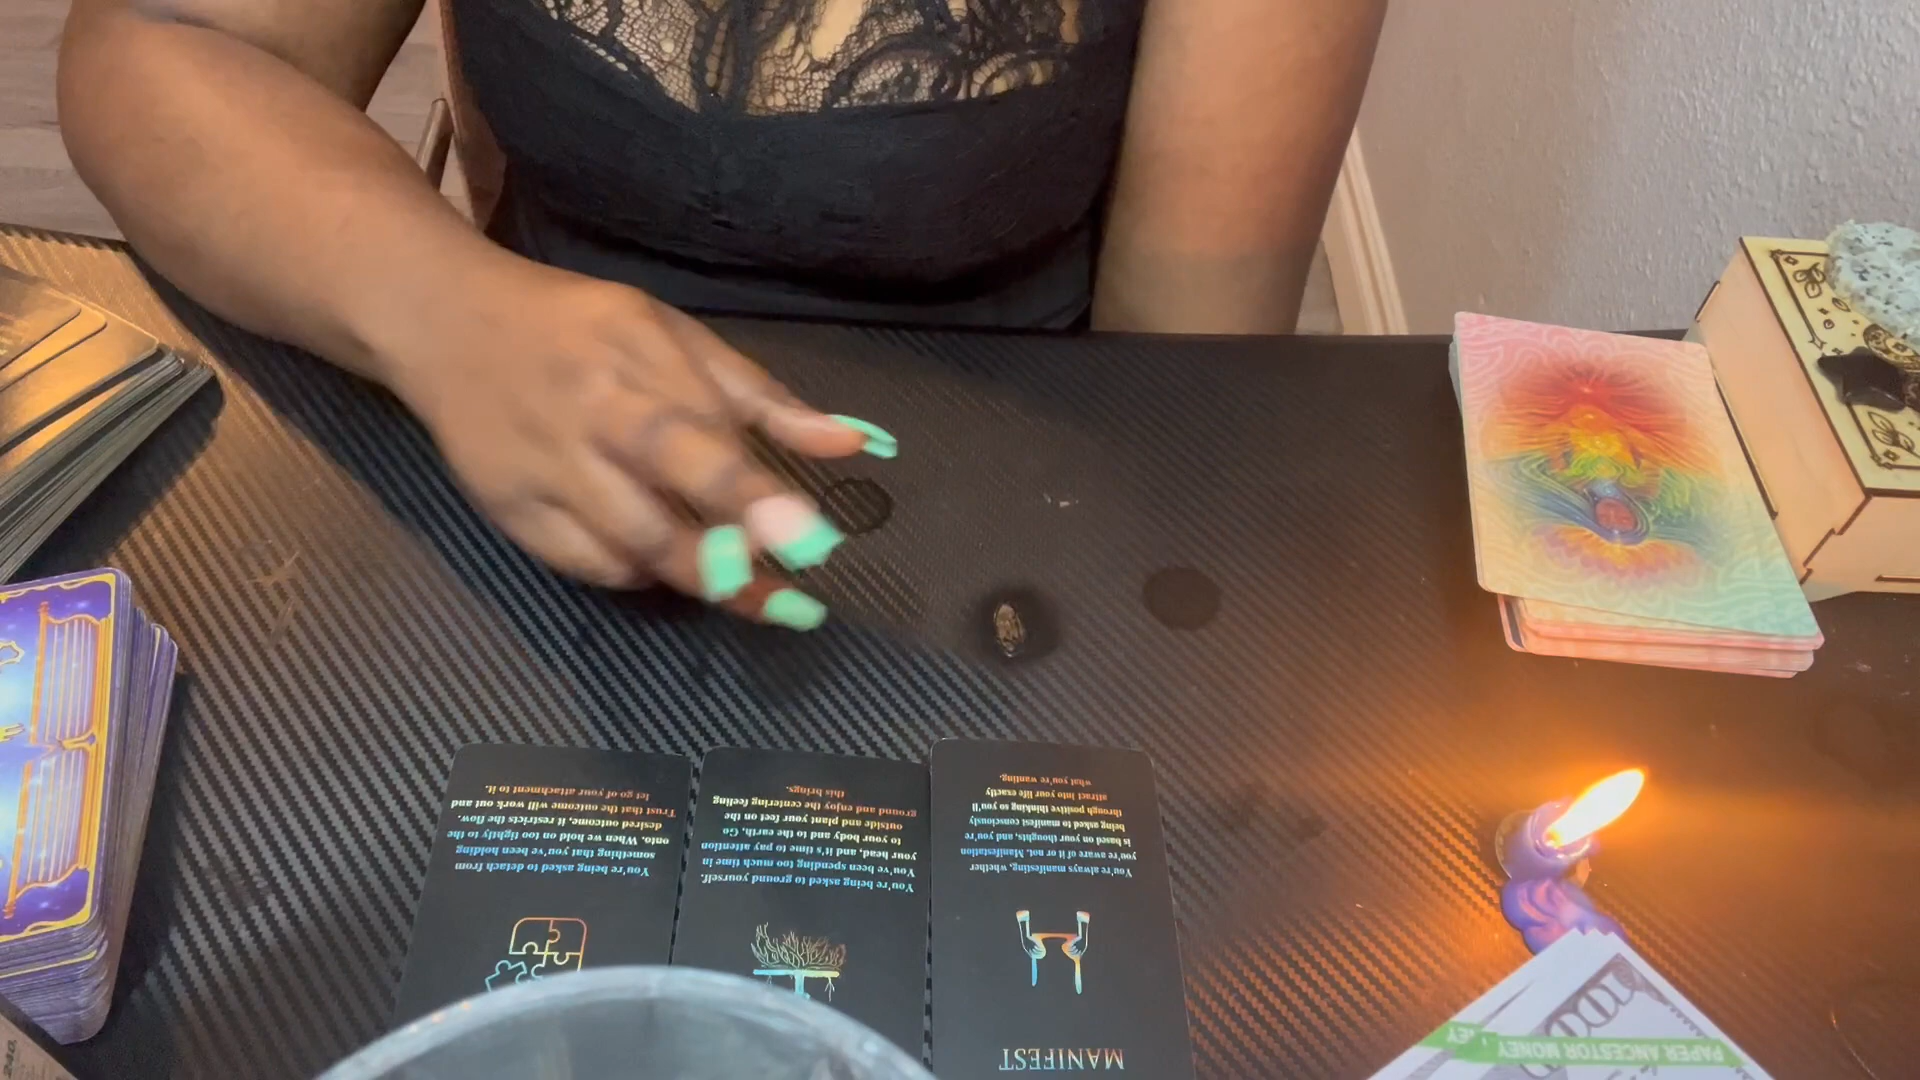 MANIFEST
You're always manifesting, whether
you're aware of it or not. Manifestation
is based on your thoughts, and you're
being asked to manifest consciously
through positive thinking so you'll
attract into your life exactly
what you're wanting.
You're being asked to ground yourself.
You've been spending too much time in
your head, and it's time to pay attention
to your body and to the earth. Go
outside and plant your feet on the
ground and enjoy the centering feeling
this brings.
You're being asked to detach from
something that you've been holding
onto. When we hold on too tightly to the
desired outcome, it restricts the flow.
Trust that the outcome will work out and
let go of your attachment to it.
PAPER ANCESTOR MONEY
240,